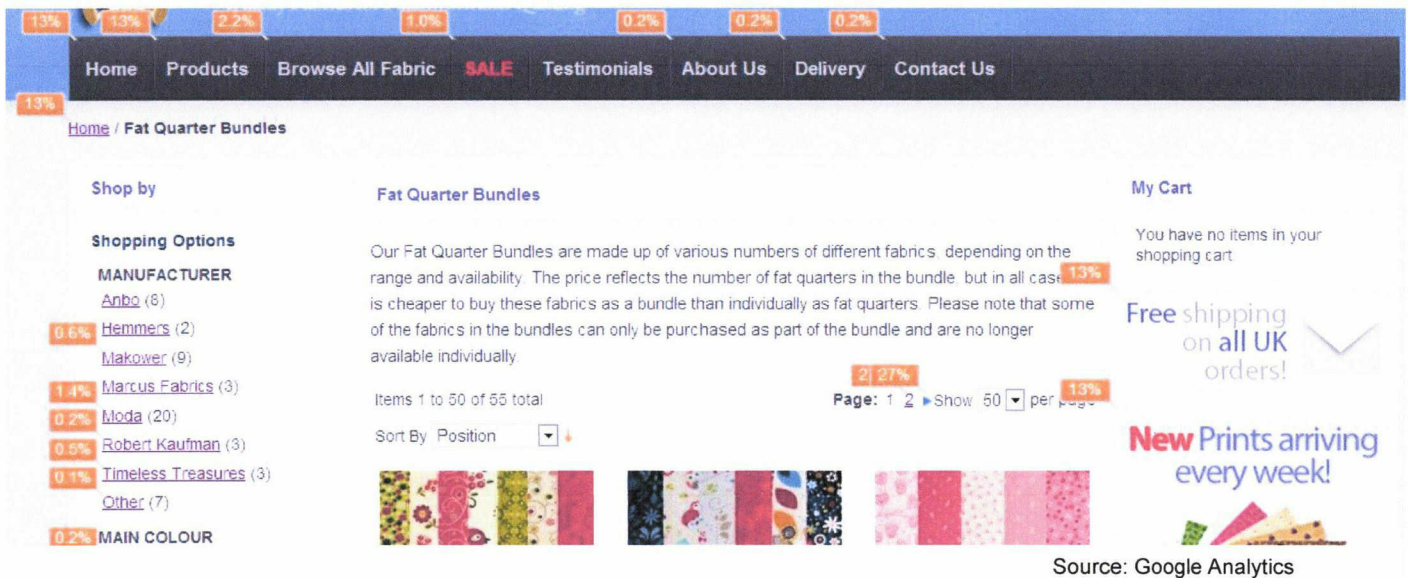 13% 13% 2.2% 1.0% 0.2% 0.2% 0.2%
Home Products Browse All Fabric SALE Testimonials About Us Delivery Contact Us
13%
Home / Fat Quarter Bundles
Shop by
Shopping Options
MANUFACTURER
Anbo (8)
0.6% Hemmers (2)
Makower (9)
1.4% Marcus Fabrics (3)
0.2% Moda (20)
0.5% Robert Kaufman (3)
0.1% Timeless Treasures (3)
Other (7)
0.2% MAIN COLOUR
Fat Quarter Bundles
Our Fat Quarter Bundles are made up of various numbers of different fabrics, depending on the
range and availability. The price reflects the number of fat quarters in the bundle, but in all case 13%
is cheaper to buy these fabrics as a bundle than individually as fat quarters. Please note that some
of the fabrics in the bundles can only be purchased as part of the bundle and are no longer
available individually.
2 27%
Items 1 to 50 of 55 total Page: 1 2 Show 50 per page 13%
Sort By Position
My Cart
You have no items in your
shopping cart
Free shipping
on all UK
orders!
New Prints arriving
every week!
Source: Google Analytics